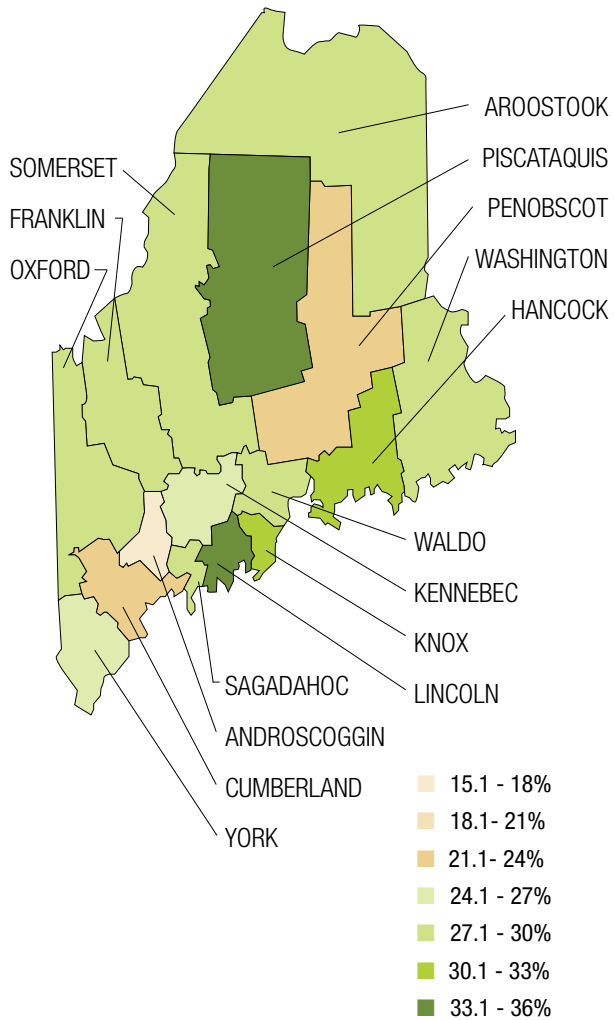 AROOSTOOK
PISCATAQUIS
PENOBSCOT
WASHINGTON
HANCOCK
SOMERSET
FRANKLIN
OXFORD
WALDO
KENNEBEC
KNOX
LINCOLN
SAGADAHOC
ANDROSCOGGIN
CUMBERLAND
YORK
15.1 - 18%
18.1- 21%
21.1- 24%
24.1 - 27%
27.1 - 30%
30.1 - 33%
33.1 - 36%